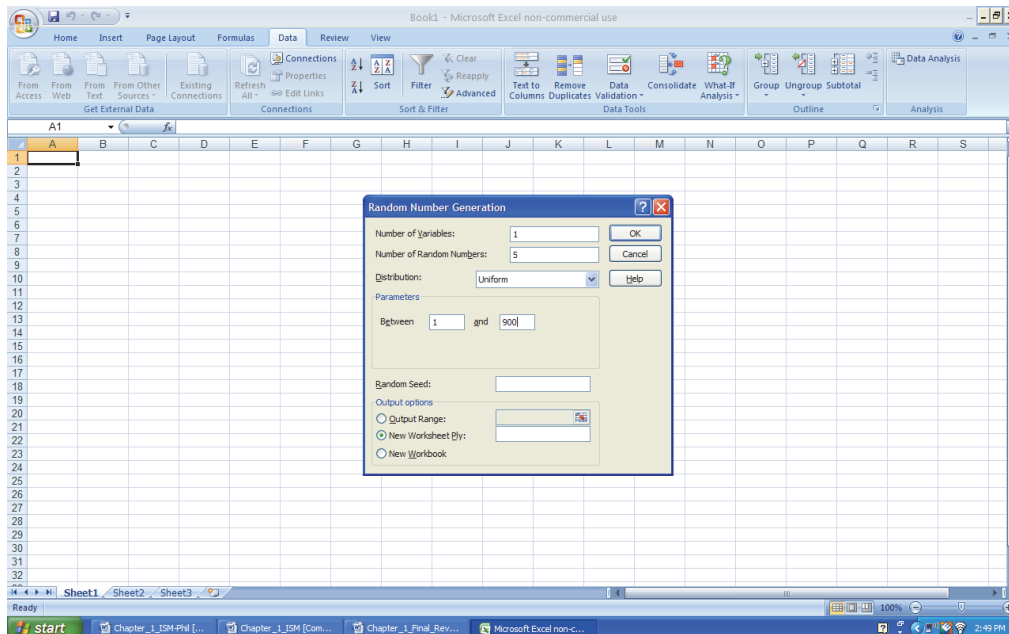 Book1 - Microsoft Excel non-commercial use
Home Insert Page Layout Formulas Data Review View
From Access
From Web
From Text
From Other Sources
Existing Connections
Get External Data
Refresh All
Connections
Properties
Edit Links
Connections
Sort
Filter
Clear
Reapply
Advanced
Sort & Filter
Text to Columns
Remove Duplicates
Data Validation
Consolidate
What-If Analysis
Data Tools
Group
Ungroup
Subtotal
Outline
Data Analysis
Analysis
A1 fx
A B C D E F G H I J K L M N O P Q R S
1
2
3
4
5
6
7
8
9
10
11
12
13
14
15
16
17
18
19
20
21
22
23
24
25
26
27
28
29
30
31
32
Random Number Generation
Number of Variables: 1 OK
Number of Random Numbers: 5 Cancel
Distribution: Uniform Help
Parameters
Between 1 and 900
Random Seed:
Output options
Output Range:
New Worksheet Ply:
New Workbook
Sheet1 Sheet2 Sheet3
Ready 100%
start Chapter_1_ISM-Phil [... Chapter_1_ISM [Com... Chapter_1_Final_Rev... Microsoft Excel non-c... 2:49 PM